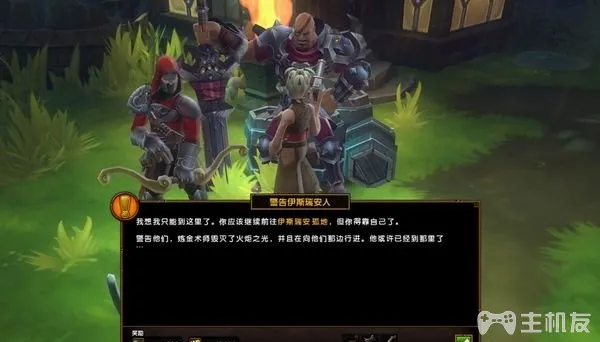 警告伊斯瑞安人
我想我只能到这里了。你应该继续前往伊斯瑞安孤地，但你得靠自己了。
警告他们，炼金术师毁灭了火炬之光，并且在向他们那边行进。他或许已经到那里了
…
奖励
主机友